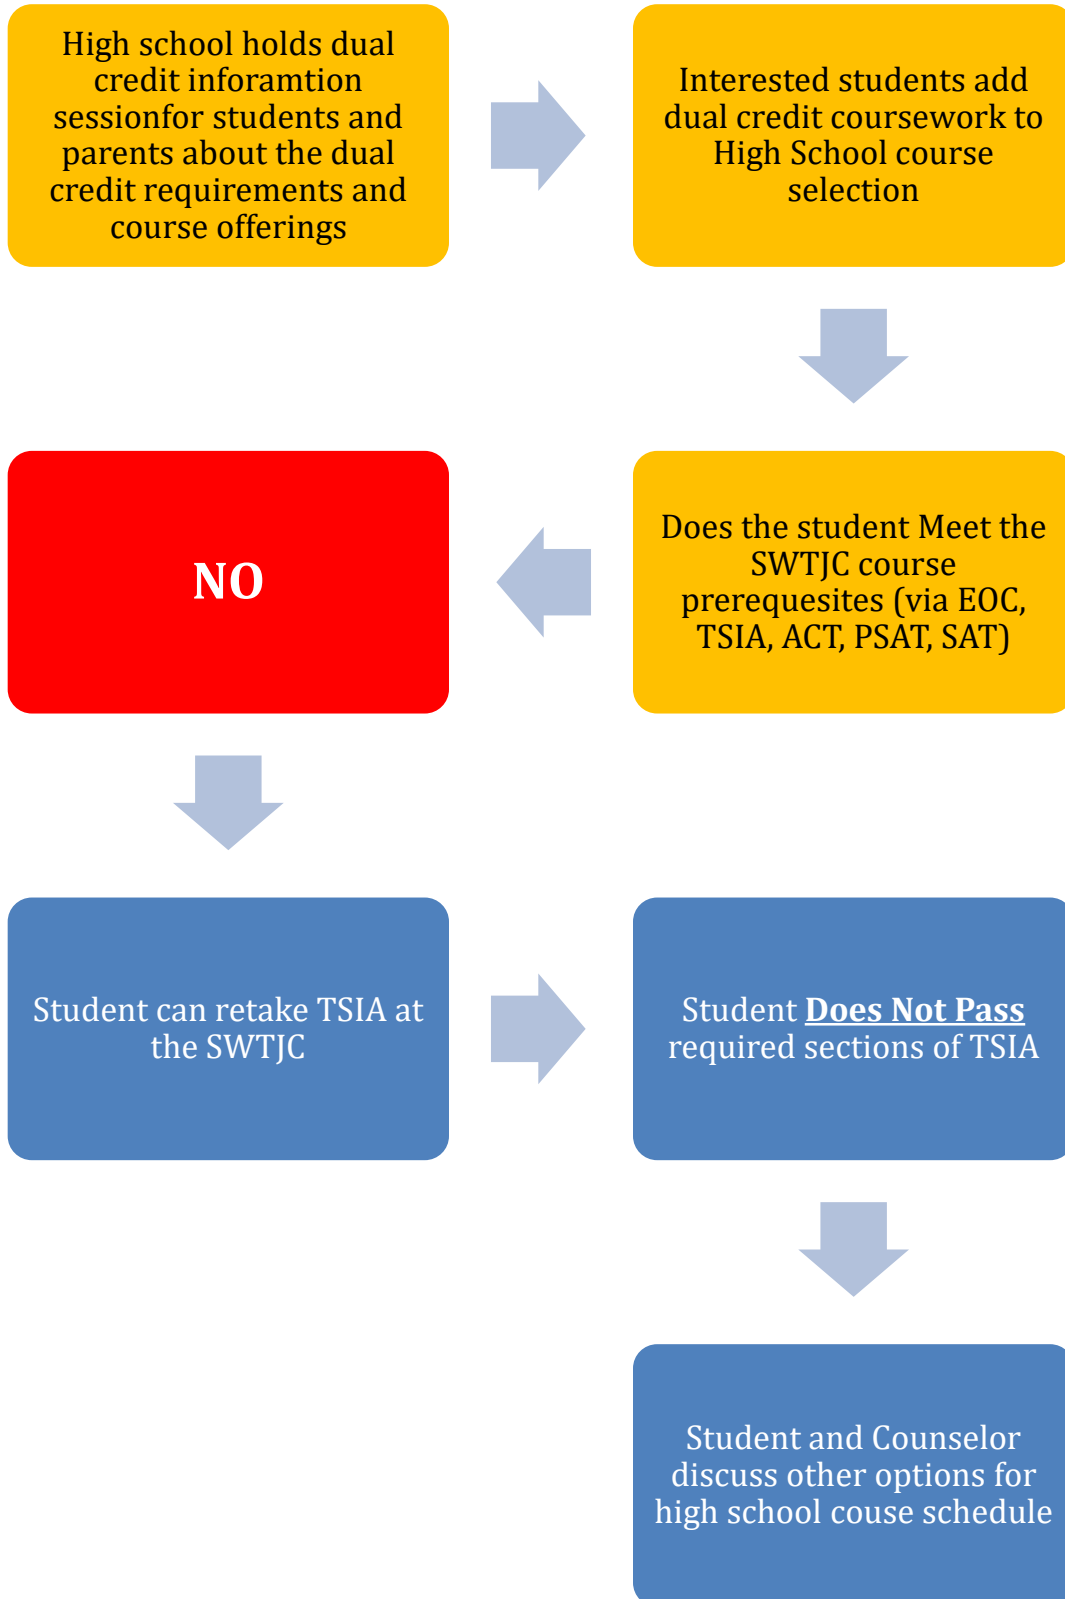 High school holds dual
credit inforamtion
sessionfor students and
parents about the dual
credit requirements and
course offerings
Interested students add
dual credit coursework to
High School course
selection
Does the student Meet the
SWTJC course
prerequesites (via EOC,
TSIA, ACT, PSAT, SAT)
NO
Student can retake TSIA at
the SWTJC
Student Does Not Pass
required sections of TSIA
Student and Counselor
discuss other options for
high school couse schedule